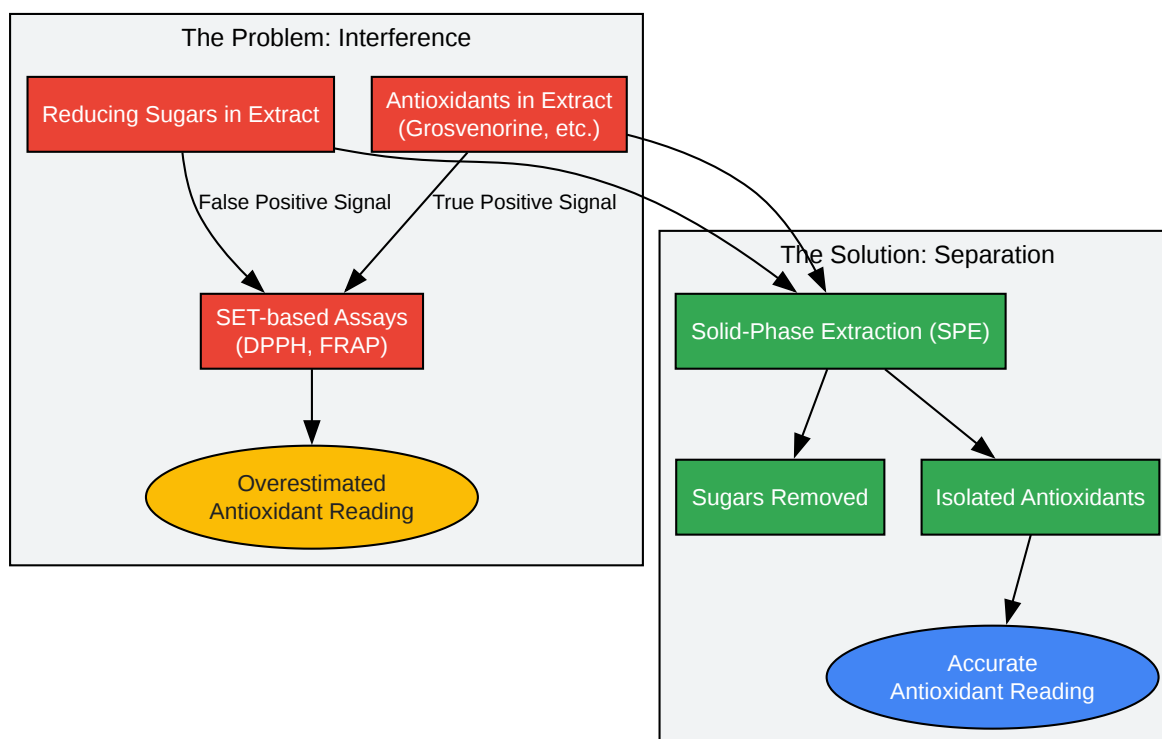 The Problem: Interference
Reducing Sugars in Extract
Antioxidants in Extract
(Grosvenorine, etc.)
False Positive Signal
True Positive Signal
SET-based Assays
(DPPH, FRAP)
Overestimated
Antioxidant Reading
The Solution: Separation
Solid-Phase Extraction (SPE)
Sugars Removed
Isolated Antioxidants
Accurate
Antioxidant Reading